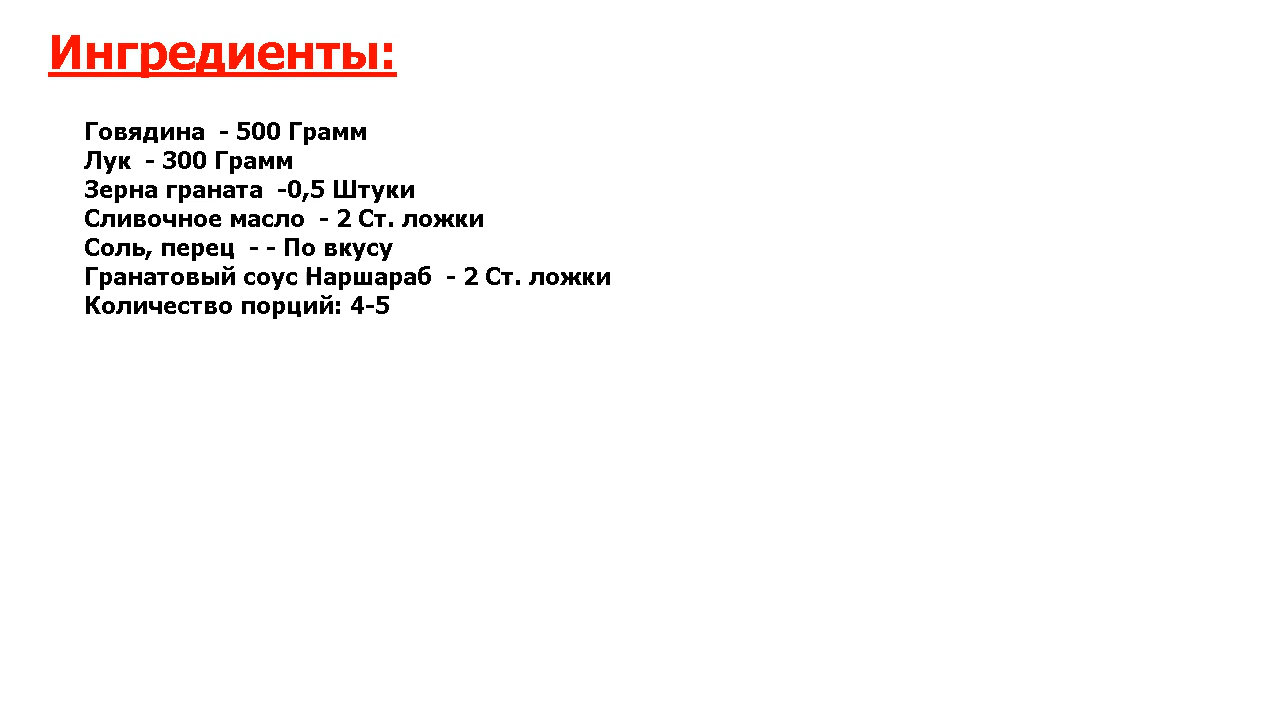 Ингредиенты:
Говядина  - 500 Грамм
Лук  - 300 Грамм
Зерна граната  -0,5 Штуки
Сливочное масло  - 2 Ст. ложки
Соль, перец  - - По вкусу
Гранатовый соус Наршараб  - 2 Ст. ложки
Количество порций: 4-5